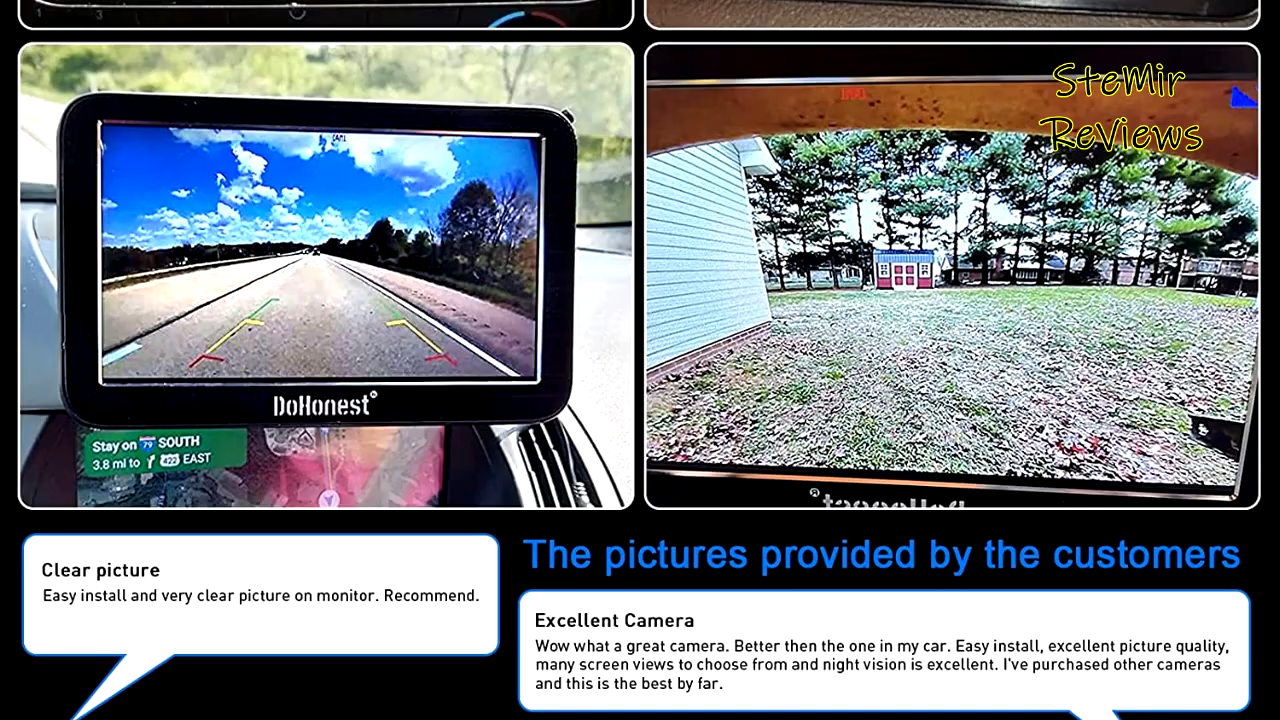 SteMir
Reviews
CAM1
DoHonest®
Stay on 79 SOUTH
3.8 mi to 422 EAST
The pictures provided by the customers
Clear picture
Easy install and very clear picture on monitor. Recommend.
Excellent Camera
Wow what a great camera. Better then the one in my car. Easy install, excellent picture quality,
many screen views to choose from and night vision is excellent. I've purchased other cameras
and this is the best by far.